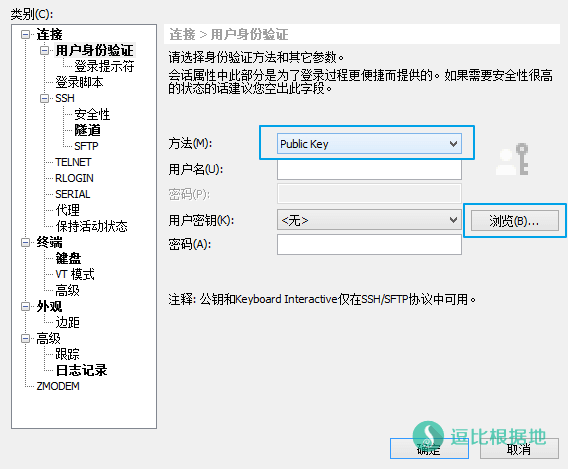 类别(C):
连接
用户身份验证
登录提示符
登录脚本
SSH
安全性
隧道
SFTP
TELNET
RLOGIN
SERIAL
代理
保持活动状态
终端
键盘
VT 模式
高级
外观
边距
高级
跟踪
日志记录
ZMODEM
连接 > 用户身份验证
请选择身份验证方法和其它参数。
会话属性中此部分是为了登录过程更便捷而提供的。如果需要安全性很高
的状态的话建议您空出此字段。
方法(M): Public Key
用户名(U):
密码(P):
用户密钥(K): <无> 浏览(B)...
密码(A):
注释: 公钥和Keyboard Interactive仅在SSH/SFTP协议中可用。
逗比根据地
确定 取消